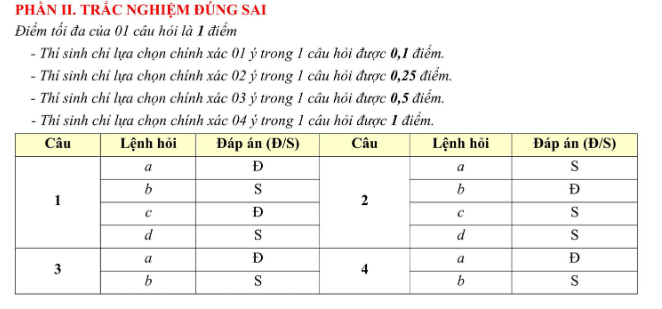 PHẦN II. TRẮC NGHIỆM ĐÚNG SAI
Điểm tối đa của 01 câu hỏi là 1 điểm
- Thí sinh chỉ lựa chọn chính xác 01 ý trong 1 câu hỏi được 0,1 điểm.
- Thí sinh chỉ lựa chọn chính xác 02 ý trong 1 câu hỏi được 0,25 điểm.
- Thí sinh chỉ lựa chọn chính xác 03 ý trong 1 câu hỏi được 0,5 điểm.
- Thí sinh chỉ lựa chọn chính xác 04 ý trong 1 câu hỏi được 1 điểm.
Câu Lệnh hỏi Đáp án (Đ/S) Câu Lệnh hỏi Đáp án (Đ/S)
1 a Đ 2 a S
b S b Đ
c Đ c S
d S d S
3 a Đ 4 a Đ
b S b S